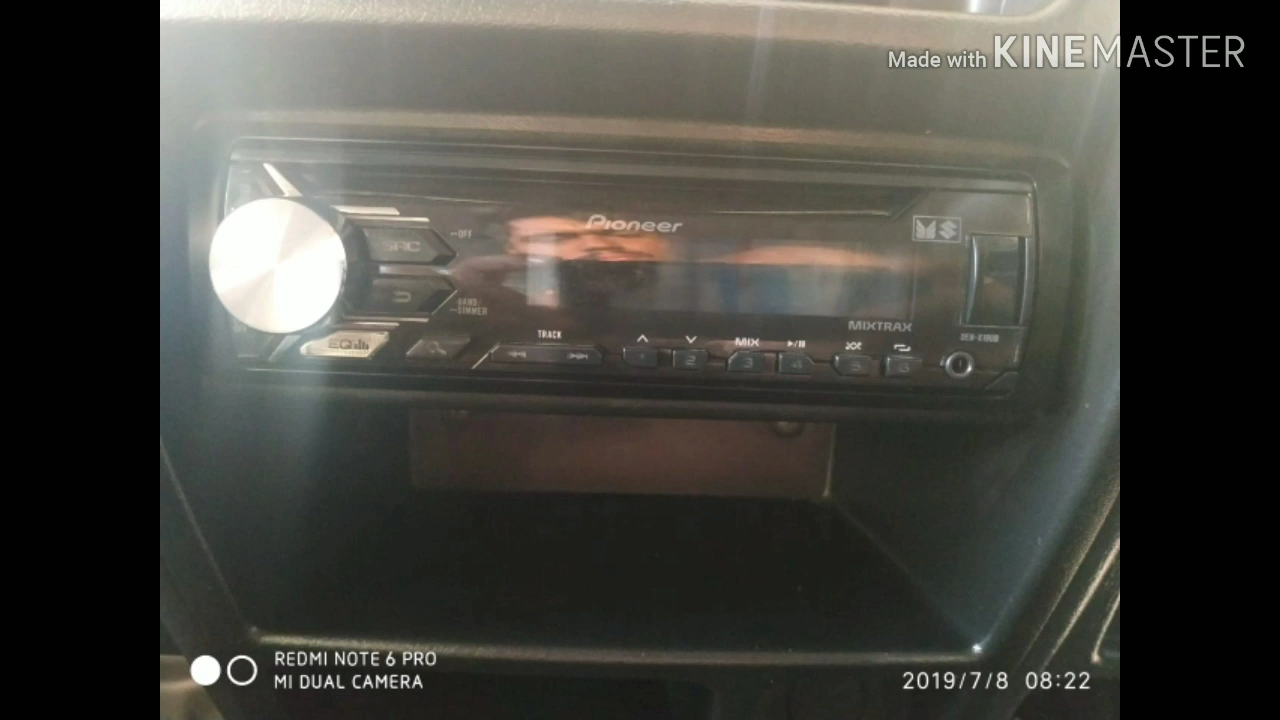 Made with KINEMASTER
Pioneer
SRC
OFF
BAND/
DIMMER
MIXTRAX
EQ
TRACK
MIX
1 2 3 4 5 6
REDMI NOTE 6 PRO
MI DUAL CAMERA
2019/7/8 08:22